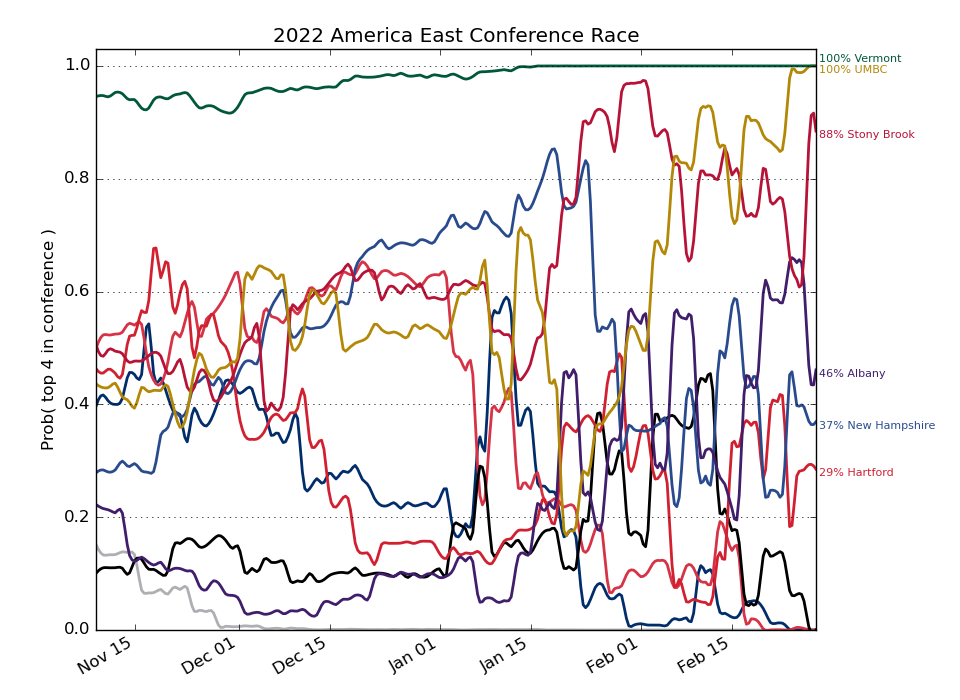 2022 America East Conference Race
Prob( top 4 in conference )
1.0
0.8
0.6
0.4
0.2
0.0
Nov 15
Dec 01
Dec 15
Jan 01
Jan 15
Feb 01
Feb 15
100% Vermont
100% UMBC
88% Stony Brook
46% Albany
37% New Hampshire
29% Hartford